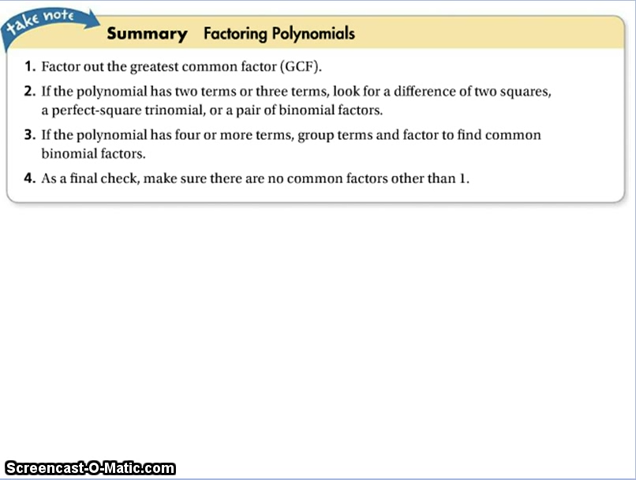 take note
Summary Factoring Polynomials
1. Factor out the greatest common factor (GCF).
2. If the polynomial has two terms or three terms, look for a difference of two squares,
a perfect-square trinomial, or a pair of binomial factors.
3. If the polynomial has four or more terms, group terms and factor to find common
binomial factors.
4. As a final check, make sure there are no common factors other than 1.
Screencast-O-Matic.com